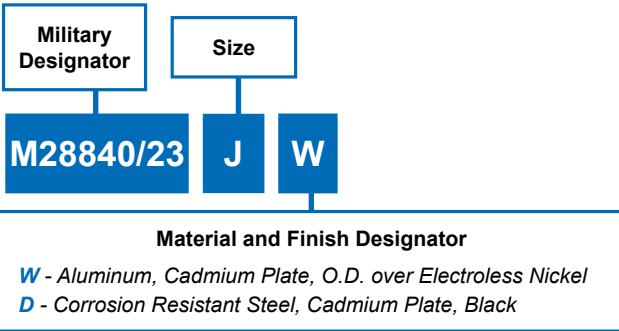 Military
Designator
Size
M28840/23 J W
Material and Finish Designator
W - Aluminum, Cadmium Plate, O.D. over Electroless Nickel
D - Corrosion Resistant Steel, Cadmium Plate, Black